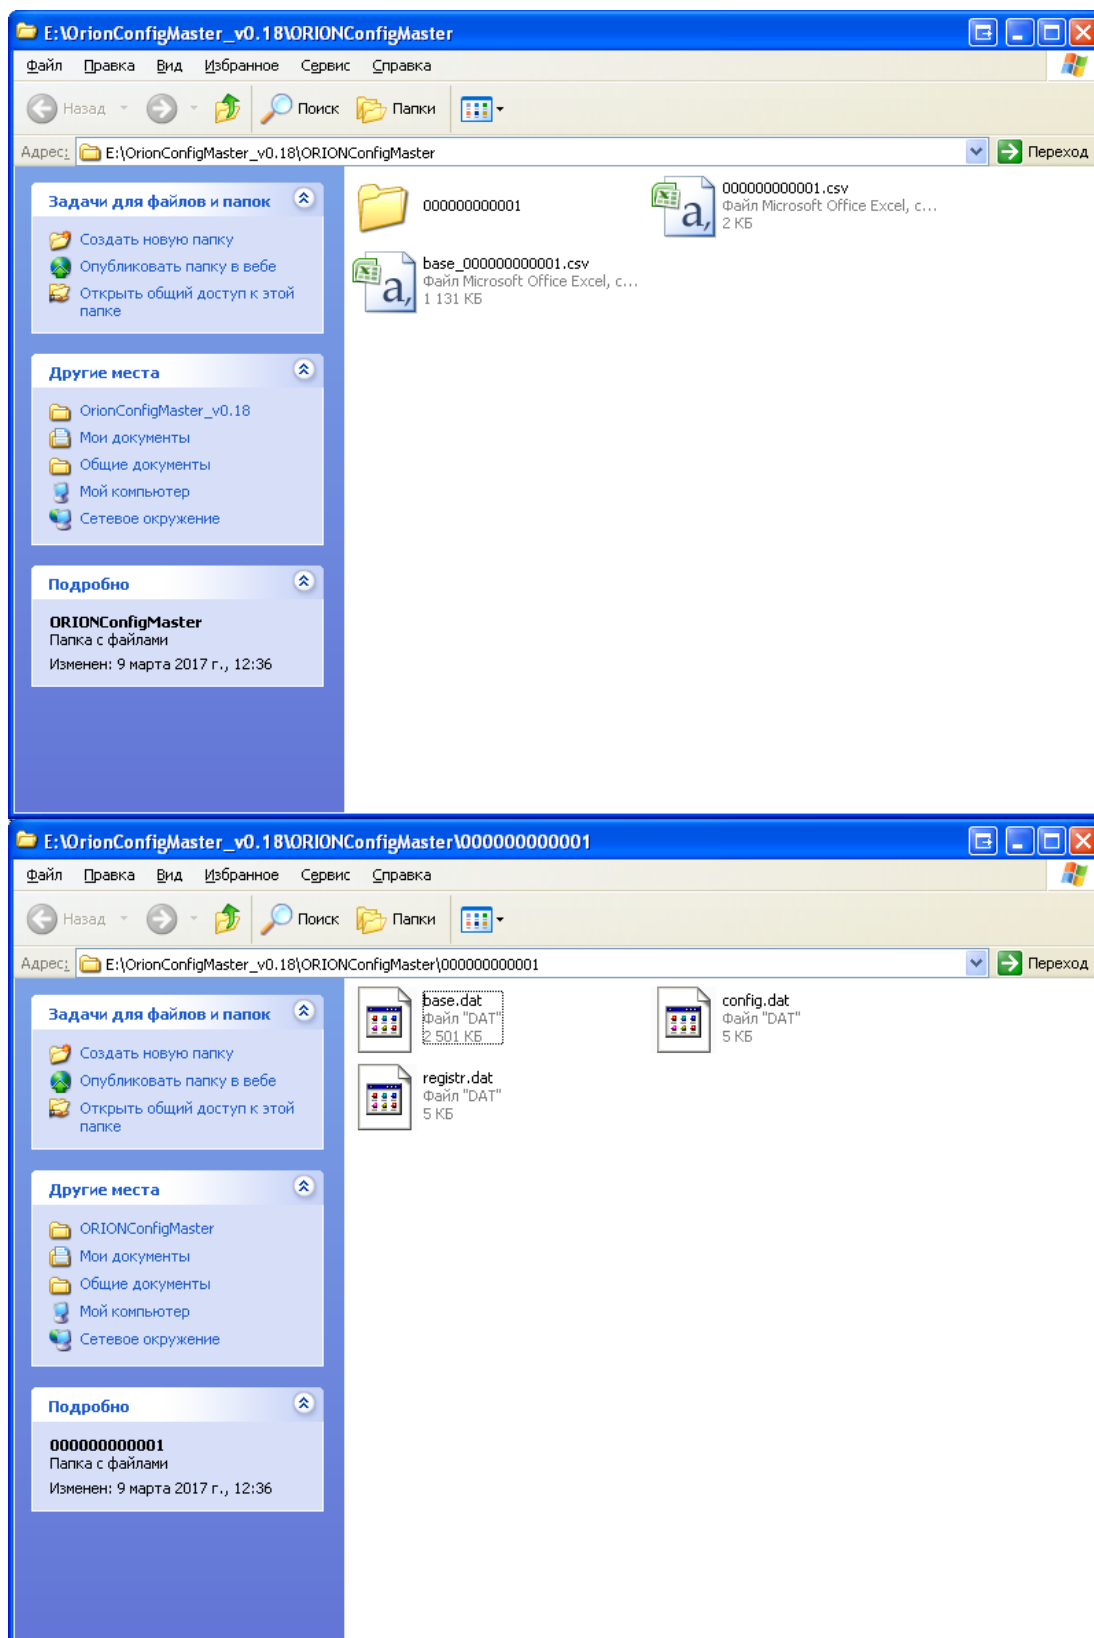 E:\OrionConfigMaster_v0.18\ORIONConfigMaster
Файл Правка Вид Избранное Сервис Справка
Назад Поиск Папки
Адрес: E:\OrionConfigMaster_v0.18\ORIONConfigMaster Переход
Задачи для файлов и папок
Создать новую папку
Опубликовать папку в вебе
Открыть общий доступ к этой
папке
Другие места
OrionConfigMaster_v0.18
Мои документы
Общие документы
Мой компьютер
Сетевое окружение
Подробно
ORIONConfigMaster
Папка с файлами
Изменен: 9 марта 2017 г., 12:36
000000000001
000000000001.csv
Файл Microsoft Office Excel, с...
2 КБ
base_000000000001.csv
Файл Microsoft Office Excel, с...
1 131 КБ
E:\OrionConfigMaster_v0.18\ORIONConfigMaster\000000000001
Файл Правка Вид Избранное Сервис Справка
Назад Поиск Папки
Адрес: E:\OrionConfigMaster_v0.18\ORIONConfigMaster\000000000001 Переход
Задачи для файлов и папок
Создать новую папку
Опубликовать папку в вебе
Открыть общий доступ к этой
папке
Другие места
ORIONConfigMaster
Мои документы
Общие документы
Мой компьютер
Сетевое окружение
Подробно
000000000001
Папка с файлами
Изменен: 9 марта 2017 г., 12:36
base.dat
Файл "DAT"
2 501 КБ
config.dat
Файл "DAT"
5 КБ
registr.dat
Файл "DAT"
5 КБ